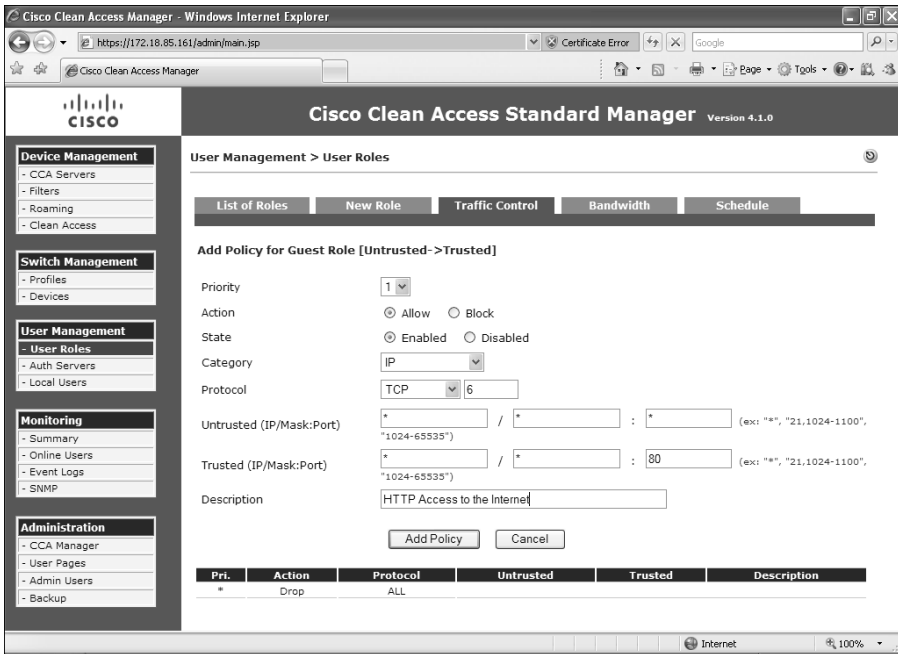 Cisco Clean Access Manager - Windows Internet Explorer
https://172.18.85.161/admin/main.jsp
Certificate Error
Google
Cisco Clean Access Manager
Page
Tools
CISCO
Cisco Clean Access Standard Manager Version 4.1.0
Device Management
- CCA Servers
- Filters
- Roaming
- Clean Access
Switch Management
- Profiles
- Devices
User Management
- User Roles
- Auth Servers
- Local Users
Monitoring
- Summary
- Online Users
- Event Logs
- SNMP
Administration
- CCA Manager
- User Pages
- Admin Users
- Backup
User Management > User Roles
List of Roles New Role Traffic Control Bandwidth Schedule
Add Policy for Guest Role [Untrusted->Trusted]
Priority 1
Action Allow Block
State Enabled Disabled
Category IP
Protocol TCP 6
Untrusted (IP/Mask:Port) * / * : * (ex: "*", "21,1024-1100",
"1024-65535")
Trusted (IP/Mask:Port) * / * : 80 (ex: "*", "21,1024-1100",
"1024-65535")
Description HTTP Access to the Internet
Add Policy Cancel
Pri. Action Protocol Untrusted Trusted Description
* Drop ALL
Internet 100%